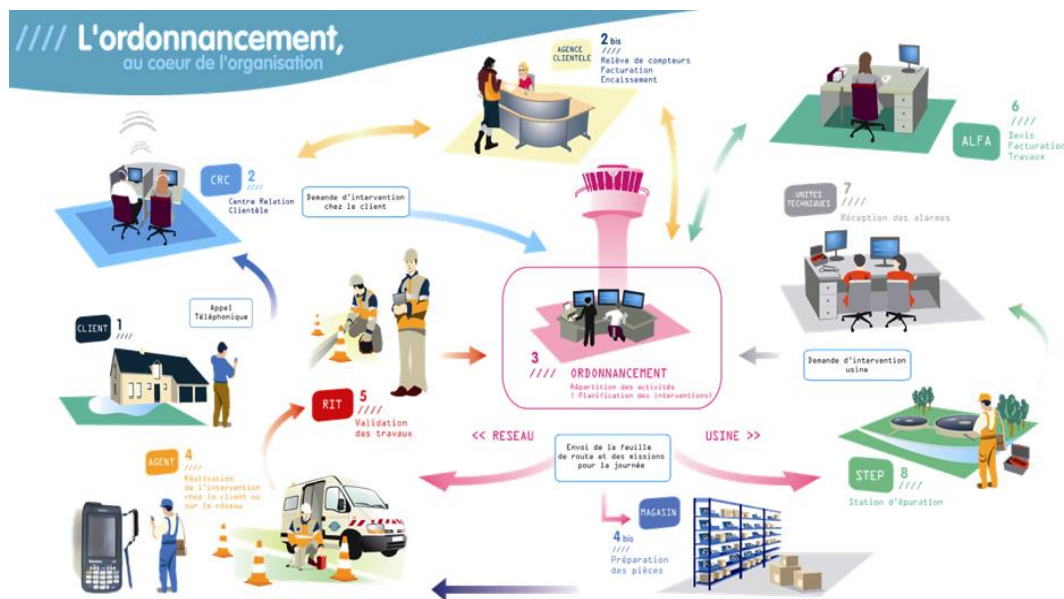 //// L'ordonnancement,
au coeur de l'organisation
AGENCE
CLIENTELE
2 bis
////
Relève de compteurs
Facturation
Encaissement
6
////
ALFA
Devis
Facturation
Travaux
CRC
2
////
Centre Relation
Clientèle
Demande d'intervention
chez le client
UNITES
TECHNIQUES
7
////
Réception des alarmes
Appel
Téléphonique
CLIENT
1
////
3
////
ORDONNANCEMENT
Répartition des activités
( Planification des interventions)
Demande d'intervention
usine
RIT
5
////
Validation
des travaux
<< RESEAU
USINE >>
Envoi de la feuille
de route et des missions
pour la journée
AGENT
4
////
Réalisation
de l'intervention
chez la client ou
sur le réseau
STEP
8
////
Station d'épuration
MAGASIN
4 bis
////
Préparation
des pièces